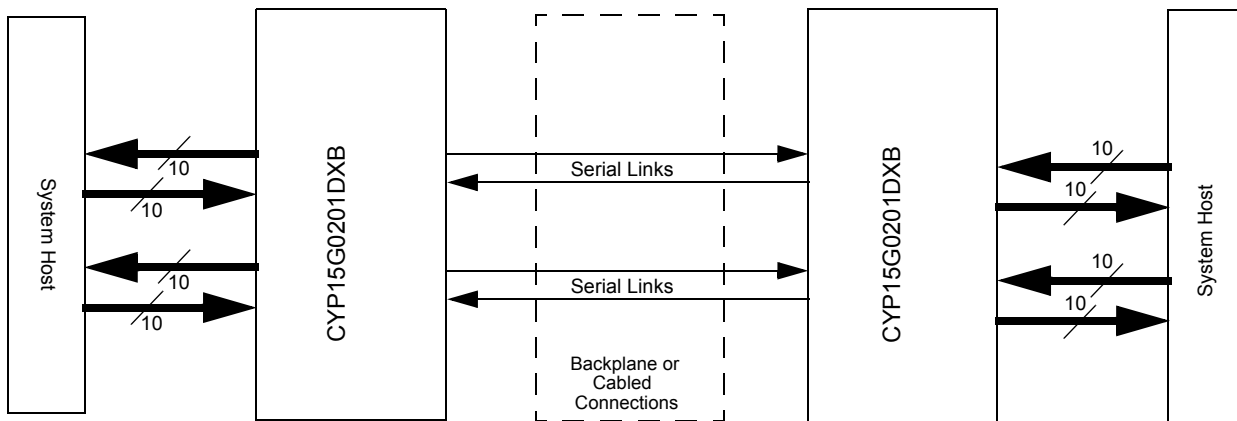 System Host
10
10
10
10
CYP15G0201DXB
Serial Links
Serial Links
Backplane or
Cabled
Connections
CYP15G0201DXB
10
10
10
10
System Host